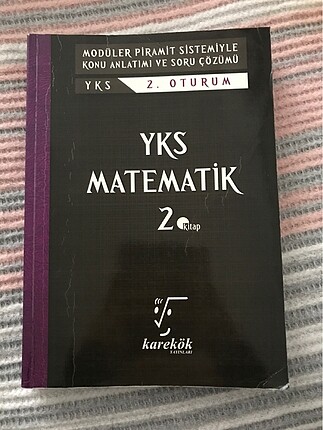 MODÜLER PİRAMİT SİSTEMİYLE
KONU ANLATIMI VE SORU ÇÖZÜMÜ
YKS 2. OTURUM
YKS
MATEMATİK
2. kitap
karekök
YAYINLARI